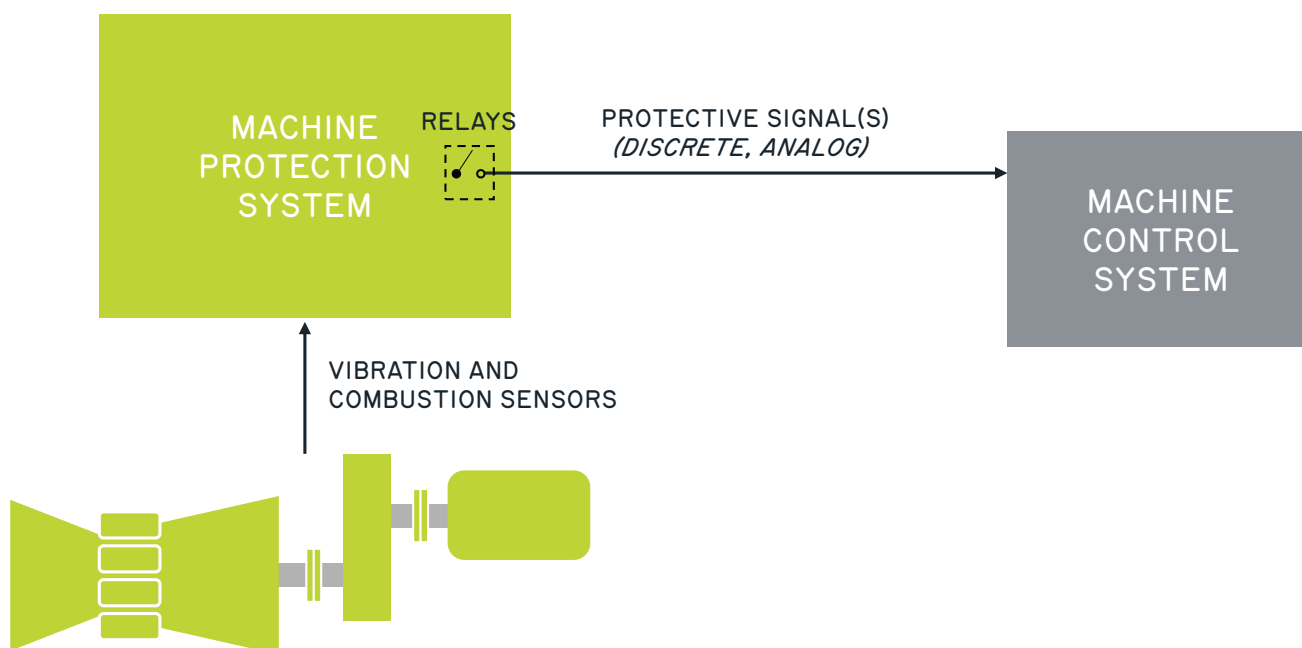 MACHINE
PROTECTION
SYSTEM
RELAYS
PROTECTIVE SIGNAL(S)
(DISCRETE, ANALOG)
MACHINE
CONTROL
SYSTEM
VIBRATION AND
COMBUSTION SENSORS